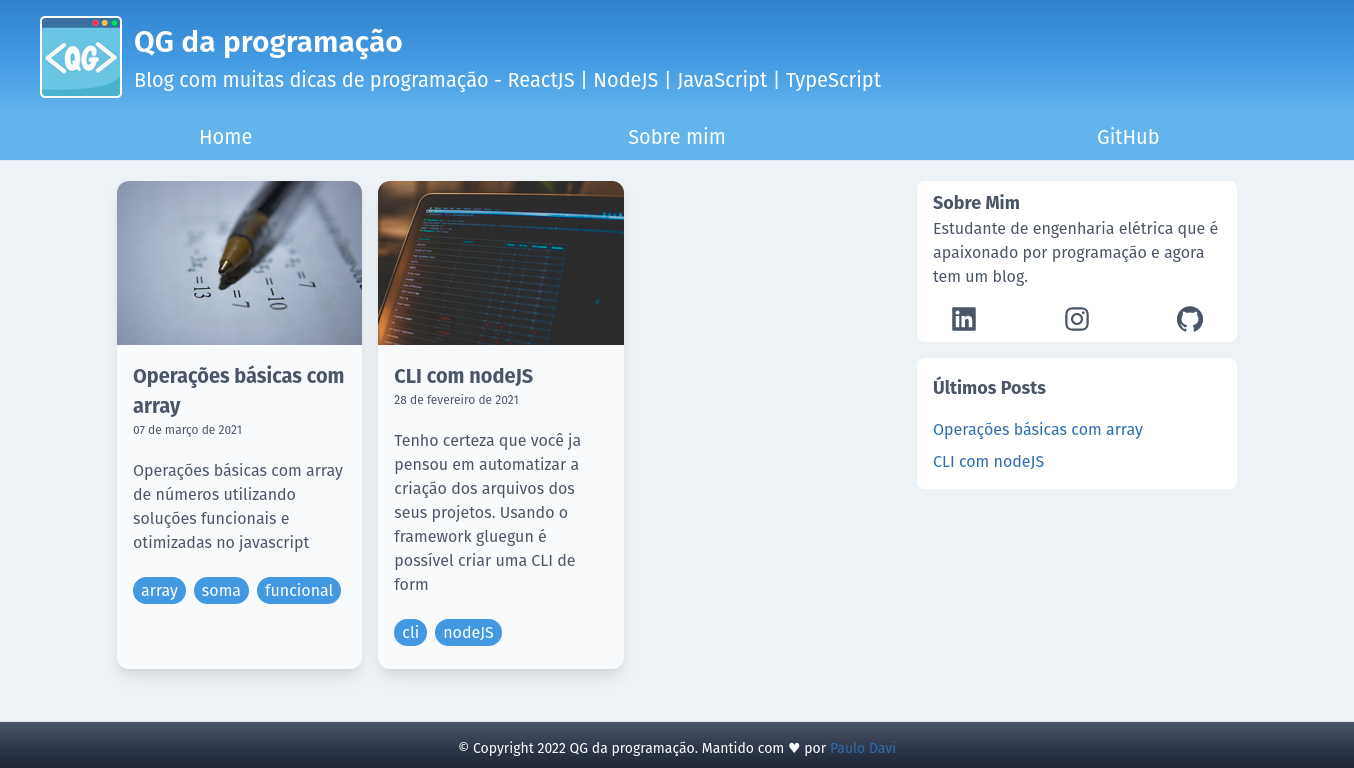 <QG>
QG da programação
Blog com muitas dicas de programação - ReactJS | NodeJS | JavaScript | TypeScript
Home
Sobre mim
GitHub
=13
=7
=-10
=7
Operações básicas com
array
07 de março de 2021
Operações básicas com array
de números utilizando
soluções funcionais e
otimizadas no javascript
array
soma
funcional
CLI com nodeJS
28 de fevereiro de 2021
Tenho certeza que você ja
pensou em automatizar a
criação dos arquivos dos
seus projetos. Usando o
framework gluegun é
possível criar uma CLI de
form
cli
nodeJS
Sobre Mim
Estudante de engenharia elétrica que é
apaixonado por programação e agora
tem um blog.
Últimos Posts
Operações básicas com array
CLI com nodeJS
© Copyright 2022 QG da programação. Mantido com ♥ por Paulo Davi